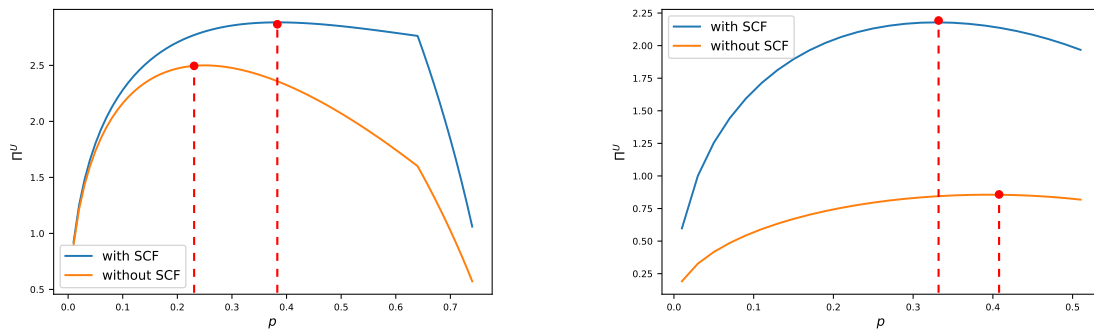 2.5
2.0
1.5
1.0
0.5
Π^U
with SCF
without SCF
0.0 0.1 0.2 0.3 0.4 0.5 0.6 0.7
p
2.25
2.00
1.75
1.50
1.25
1.00
0.75
0.50
0.25
Π^U
with SCF
without SCF
0.0 0.1 0.2 0.3 0.4 0.5
p